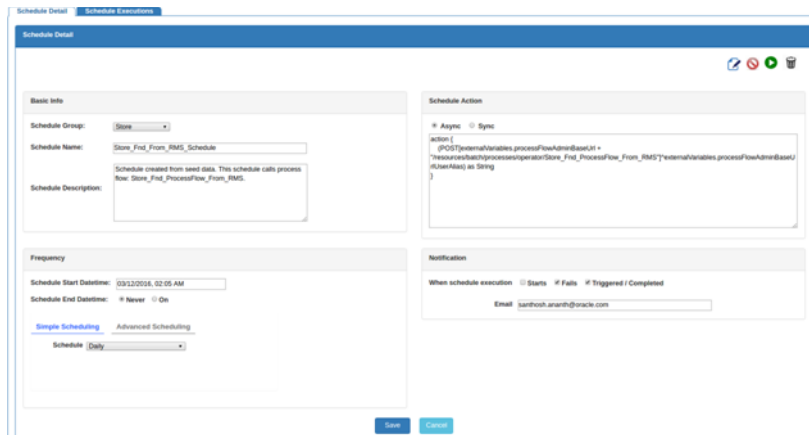 Schedule Detail
Schedule Executions
Schedule Detail
Basic Info
Schedule Group:
Store
Schedule Name:
Store_Fnd_From_RMS_Schedule
Schedule Description:
Schedule created from seed data. This schedule calls process
flow: Store_Fnd_ProcessFlow_From_RMS.
Schedule Action
Async
Sync
action {
(POST[externalVariables.processFlowAdminBaseUrl +
"/resources/batch/processes/operator/Store_Fnd_ProcessFlow_From_RMS"]^externalVariables.processFlowAdminBaseU
rlUserAlias) as String
}
Frequency
Schedule Start Datetime:
03/12/2016, 02:05 AM
Schedule End Datetime:
Never
On
Simple Scheduling
Advanced Scheduling
Schedule
Daily
Notification
When schedule execution
Starts
Fails
Triggered / Completed
Email
santhosh.ananth@oracle.com
Save
Cancel